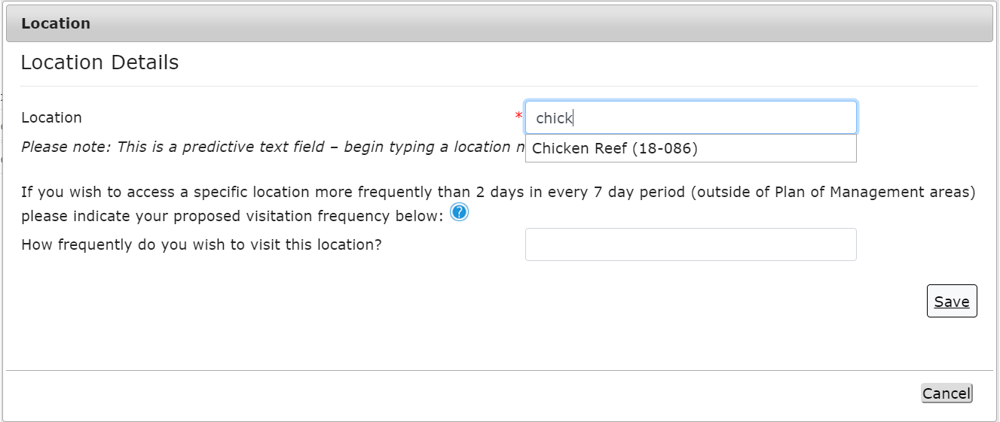 Location
Location Details
Location * chick
Please note: This is a predictive text field – begin typing a location n
Chicken Reef (18-086)
If you wish to access a specific location more frequently than 2 days in every 7 day period (outside of Plan of Management areas)
please indicate your proposed visitation frequency below: ?
How frequently do you wish to visit this location?
Save
Cancel